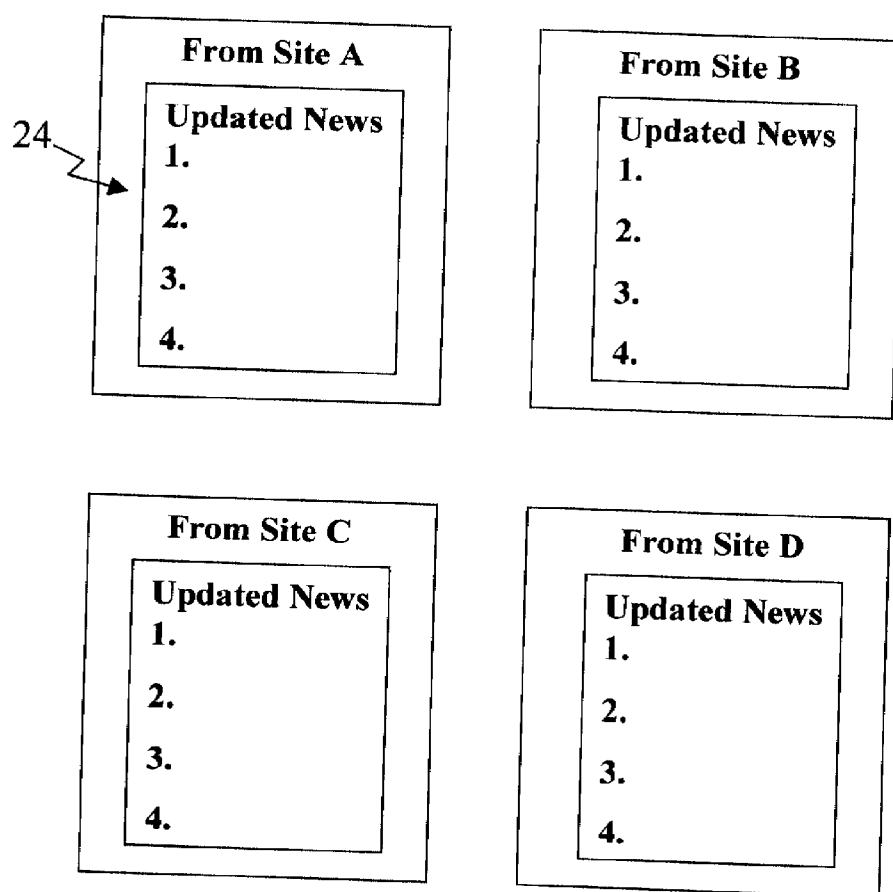 From Site A
24
Updated News
1.
2.
3.
4.
From Site B
Updated News
1.
2.
3.
4.
From Site C
Updated News
1.
2.
3.
4.
From Site D
Updated News
1.
2.
3.
4.